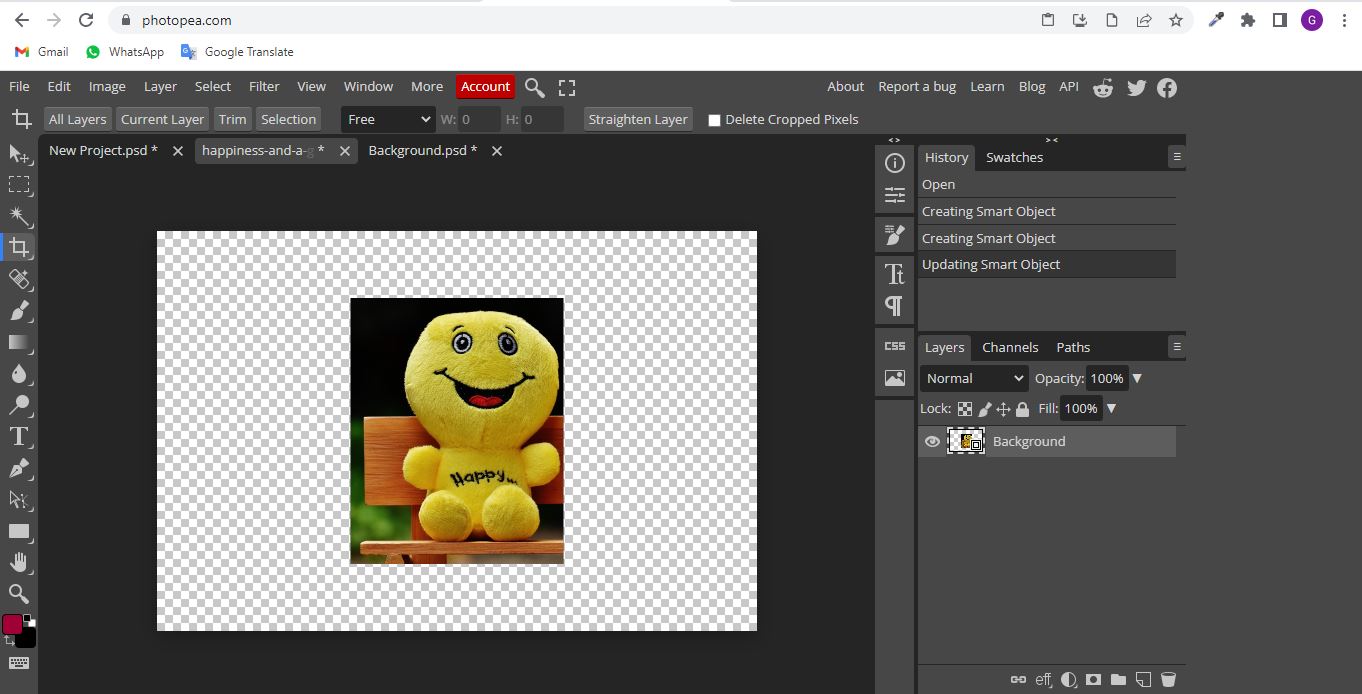 photopea.com
G
Gmail WhatsApp Google Translate
File Edit Image Layer Select Filter View Window More Account About Report a bug Learn Blog API
All Layers Current Layer Trim Selection Free W: 0 H: 0 Straighten Layer Delete Cropped Pixels
New Project.psd * happiness-and-a-g * Background.psd *
History Swatches
Open
Creating Smart Object
Creating Smart Object
Updating Smart Object
CSS
Layers Channels Paths
Normal Opacity: 100%
Lock: Fill: 100%
Background
Happy...
eff